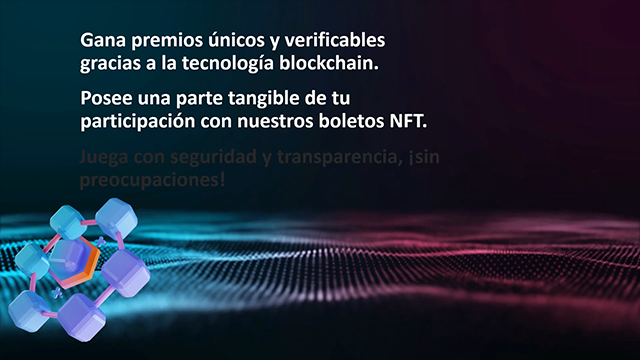 Gana premios únicos y verificables
gracias a la tecnología blockchain.
Posee una parte tangible de tu
participación con nuestros boletos NFT.
Juega con seguridad y transparencia, ¡sin
preocupaciones!